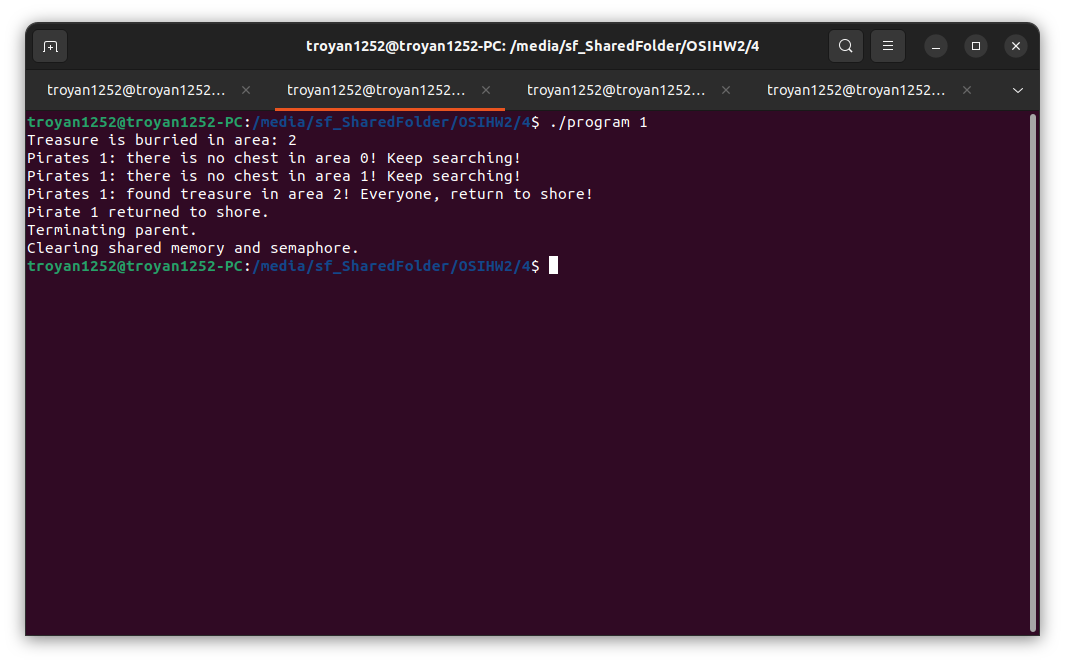 troyan1252@troyan1252-PC: /media/sf_SharedFolder/OSIHW2/4
troyan1252@troyan1252... troyan1252@troyan1252... troyan1252@troyan1252... troyan1252@troyan1252...
troyan1252@troyan1252-PC:/media/sf_SharedFolder/OSIHW2/4$ ./program 1
Treasure is burried in area: 2
Pirates 1: there is no chest in area 0! Keep searching!
Pirates 1: there is no chest in area 1! Keep searching!
Pirates 1: found treasure in area 2! Everyone, return to shore!
Pirate 1 returned to shore.
Terminating parent.
Clearing shared memory and semaphore.
troyan1252@troyan1252-PC:/media/sf_SharedFolder/OSIHW2/4$